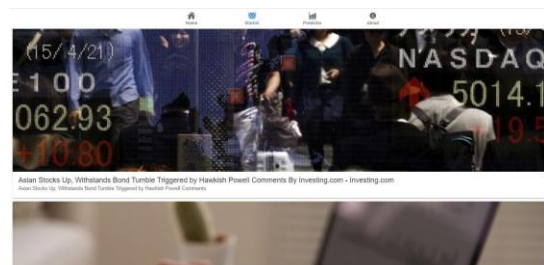 Home Market Predictor About
(15/4/21)
E100
062.93
+10.80
NASDAQ
5014.1
19.5
Asian Stocks Up, Withstands Bond Tumble Triggered by Hawkish Powell Comments By Investing.com - Investing.com
Asian Stocks Up, Withstands Bond Tumble Triggered by Hawkish Powell Comments